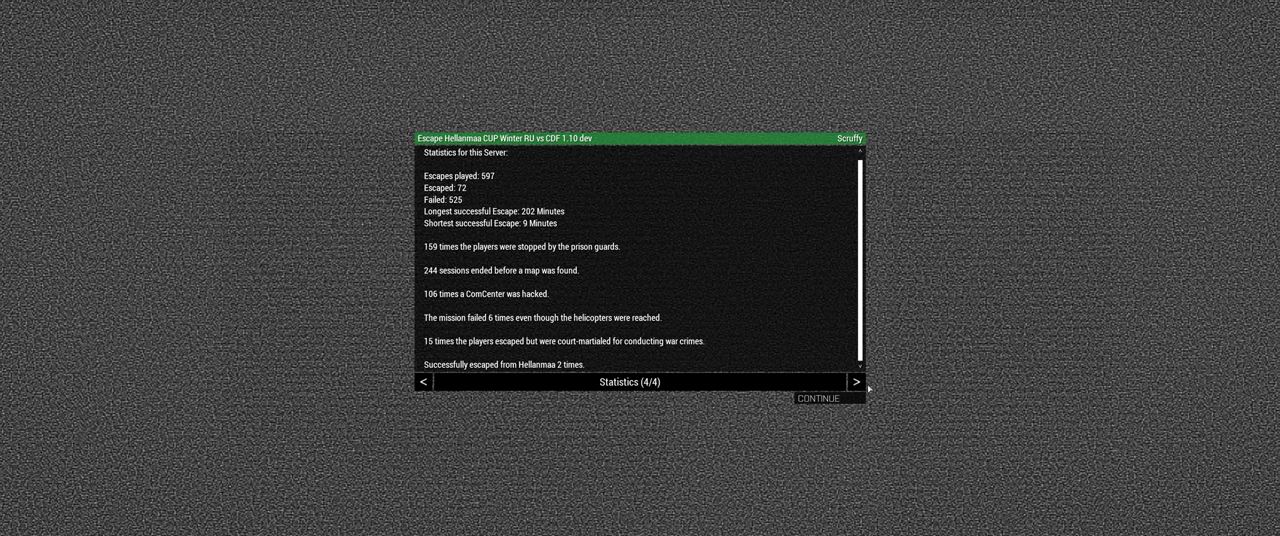 Escape Hellanmaa CUP Winter RU vs CDF 1.10 dev Scruffy
Statistics for this Server:
Escapes played: 597
Escaped: 72
Failed: 525
Longest successful Escape: 202 Minutes
Shortest successful Escape: 9 Minutes
159 times the players were stopped by the prison guards.
244 sessions ended before a map was found.
106 times a ComCenter was hacked.
The mission failed 6 times even though the helicopters were reached.
15 times the players escaped but were court-martialed for conducting war crimes.
Successfully escaped from Hellanmaa 2 times.
< Statistics (4/4) >
CONTINUE